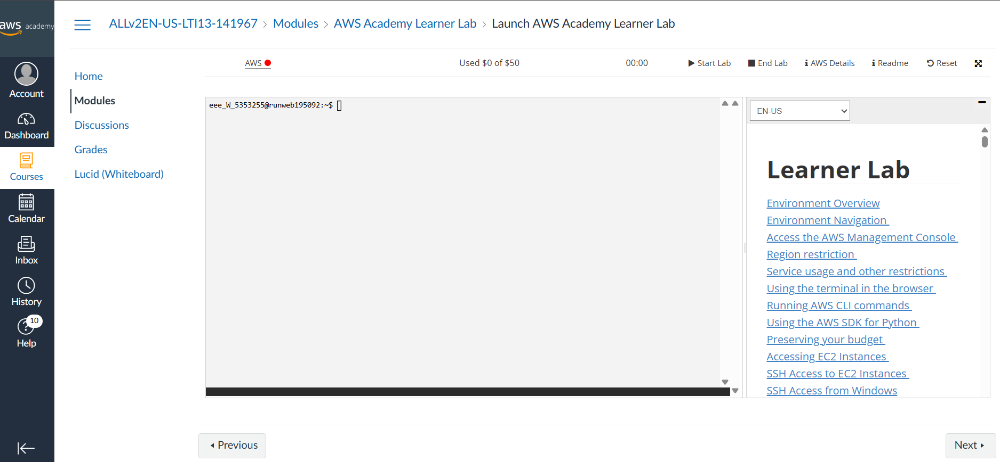 aws academy
ALLv2EN-US-LTI13-141967 > Modules > AWS Academy Learner Lab > Launch AWS Academy Learner Lab
Account
Dashboard
Courses
Calendar
Inbox
History
10
Help
Home
Modules
Discussions
Grades
Lucid (Whiteboard)
AWS
Used $0 of $50
00:00
Start Lab
End Lab
AWS Details
Readme
Reset
eee_W_5353255@runweb195092:~$
EN-US
Learner Lab
Environment Overview
Environment Navigation
Access the AWS Management Console
Region restriction
Service usage and other restrictions
Using the terminal in the browser
Running AWS CLI commands
Using the AWS SDK for Python
Preserving your budget
Accessing EC2 Instances
SSH Access to EC2 Instances
SSH Access from Windows
Previous
Next